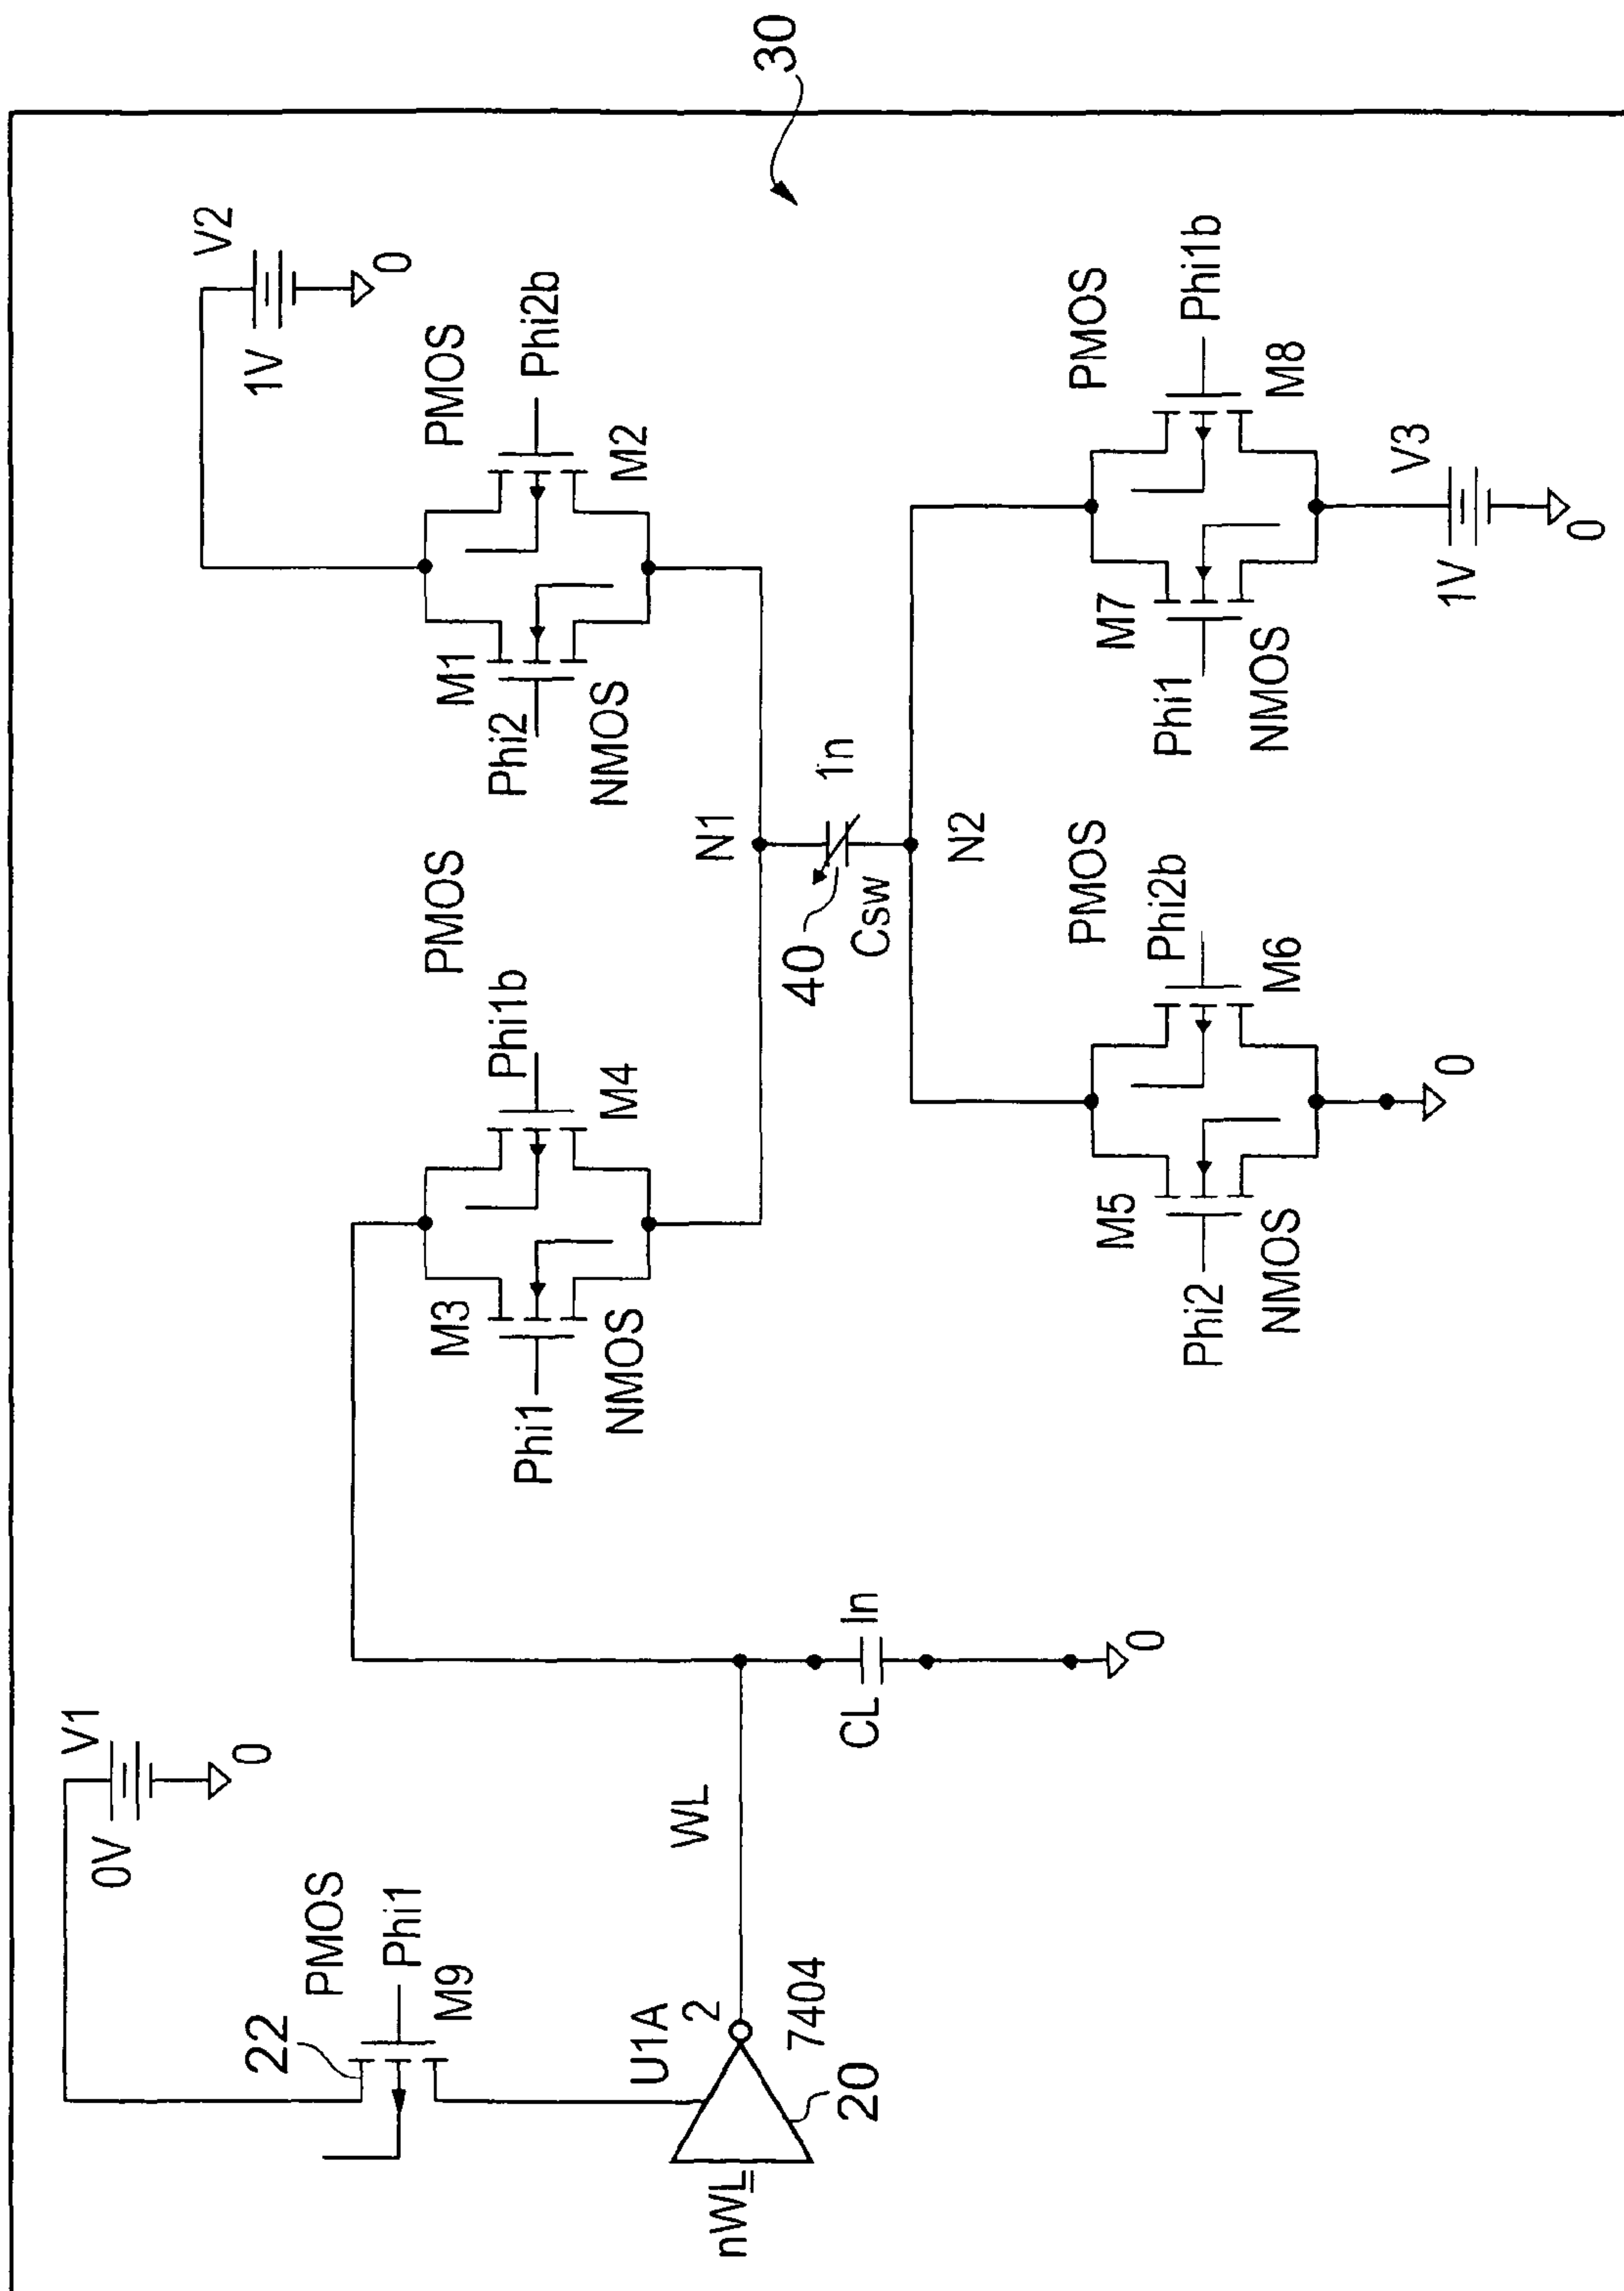 30
V1
0V
0
22
PMOS
Phi1
M9
U1A
2
7404
20
nWL
WL
CL
In
0
Phi1
M3
NMOS
PMOS
Phi1b
M4
V2
1V
0
PMOS
Phi2b
M2
M1
Phi2
NMOS
N1
1n
40
Csw
N2
PMOS
Phi2b
M6
M5
Phi2
NMOS
0
PMOS
Phi1b
M8
M7
Phi1
NMOS
V3
1V
0